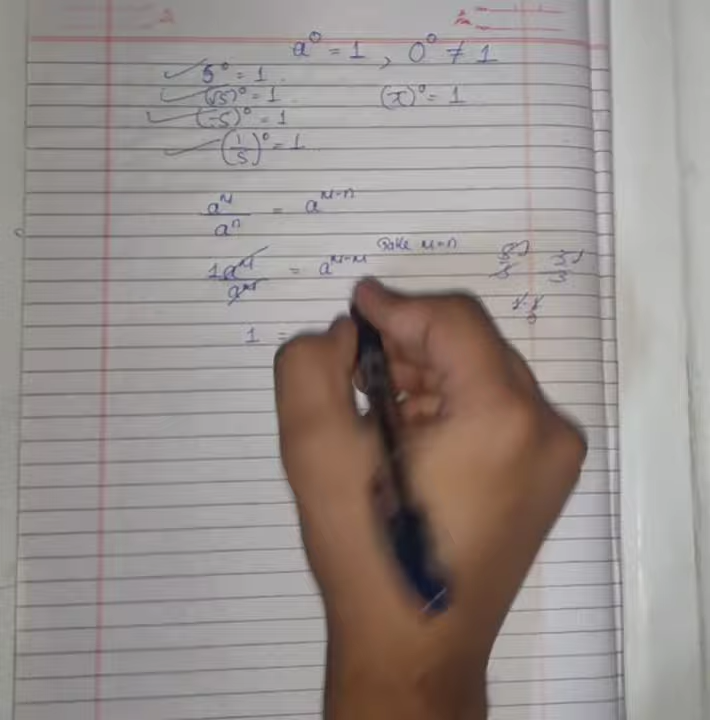 a⁰ = 1 , 0⁰ ≠ 1
5⁰ = 1
(√5)⁰ = 1 (x)⁰ = 1
(-5)⁰ = 1
(1/5)⁰ = 1
aᵐ/aⁿ = aᵐ⁻ⁿ
Take m=n
1 aᵐ/aᵐ = aᵐ⁻ᵐ
1 =